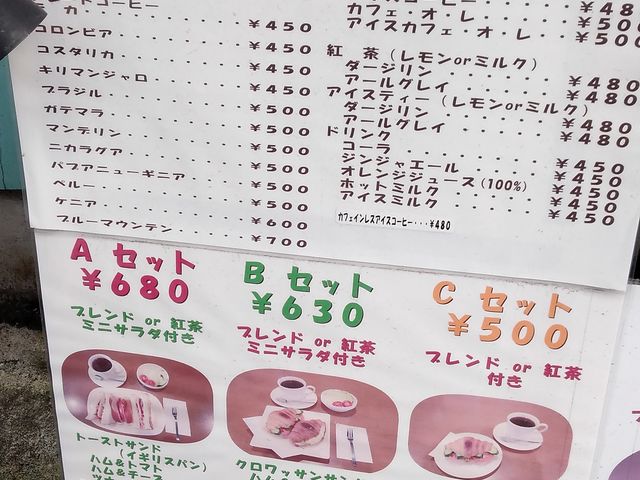 ンドコーヒー
カ・・・・・・・・・¥450
コロンビア・・・・・・・¥450
コスタリカ・・・・・・・¥450
キリマンジャロ・・・・・¥450
ブラジル・・・・・・・・¥500
ガテマラ・・・・・・・・¥500
マンデリン・・・・・・・¥500
ニカラグア・・・・・・・¥500
パプアニューギニア・・・¥500
ペルー・・・・・・・・・¥500
ケニア・・・・・・・・・¥600
ブルーマウンテン・・・・¥700
コーヒー・・・・¥48
カフェ・オ・レ・・・・・¥500
アイスカフェ・オ・レ・・¥500
紅 茶(レモンorミルク)
ダージリン・・・・・・¥480
アールグレイ・・・・・¥480
アイスティー(レモンorミルク)
ダージリン・・・・・・¥480
アールグレイ・・・・・¥480
ドリンク
コーラ・・・・・・・・¥450
ジンジャエール・・・・¥450
オレンジジュース(100%)¥450
ホットミルク・・・・・¥450
アイスミルク・・・・・¥450
カフェインレスアイスコーヒー・・・¥480
A セット
¥680
ブレンド or 紅茶
ミニサラダ付き
トーストサンド
(イギリスパン)
ハム&トマト
ハム&チーズ
B セット
¥630
ブレンド or 紅茶
ミニサラダ付き
クロワッサンサン
C セット
¥500
ブレンド or 紅茶
付き